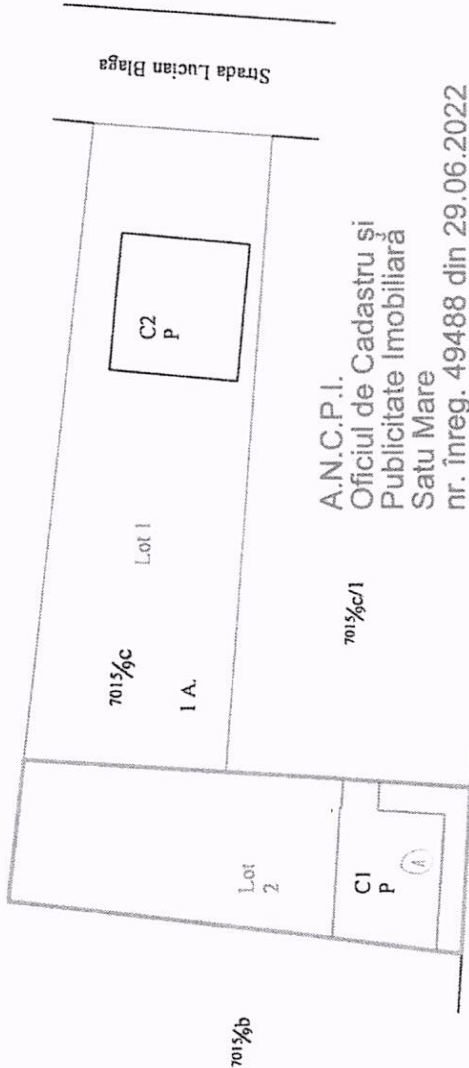 Strada Lucian Blaga
C2
P
Lot 1
7015/9c
1 A.
7015/9c/1
Lot
2
C1
P
A
7015/9b
A.N.C.P.I.
Oficiul de Cadastru și
Publicitate Imobiliară
Satu Mare
nr. înreg. 49488 din 29.06.2022